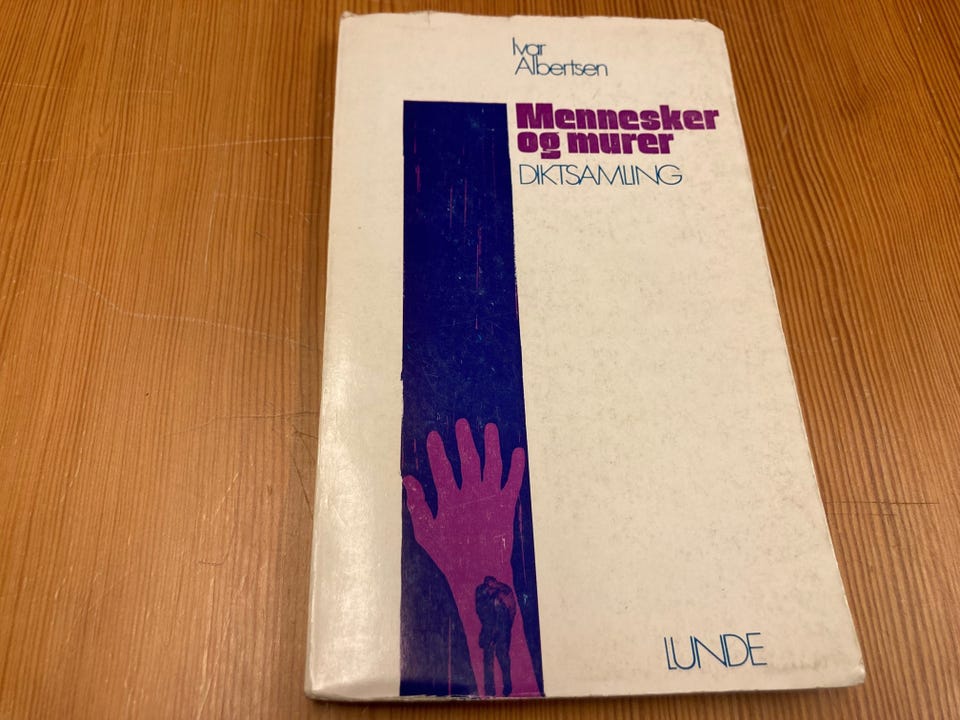 Ivar
Albertsen
Mennesker
og murer
DIKTSAMLING
LUNDE